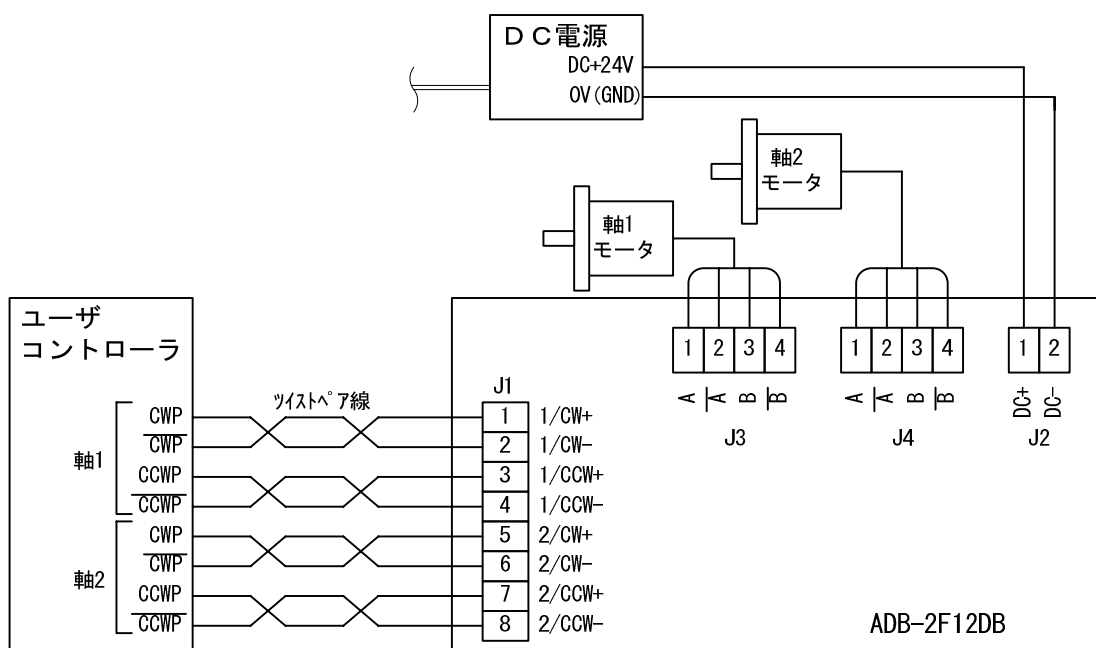 DC電源
DC+24V
0V(GND)
軸2
モータ
軸1
モータ
ユーザ
コントローラ
ツイストペア線
J1
軸1
CWP
CWP
CCWP
CCWP
軸2
CWP
CWP
CCWP
CCWP
1 1/CW+
2 1/CW-
3 1/CCW+
4 1/CCW-
5 2/CW+
6 2/CW-
7 2/CCW+
8 2/CCW-
1 2 3 4
A A B B
J3
1 2 3 4
A A B B
J4
1 2
DC+ DC-
J2
ADB-2F12DB